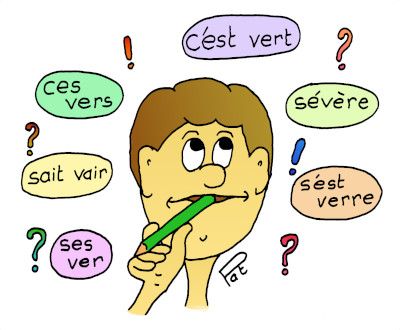 C'est vert
ces
vers
sévère
sait vair
s'est
verre
ses
ver
Pat